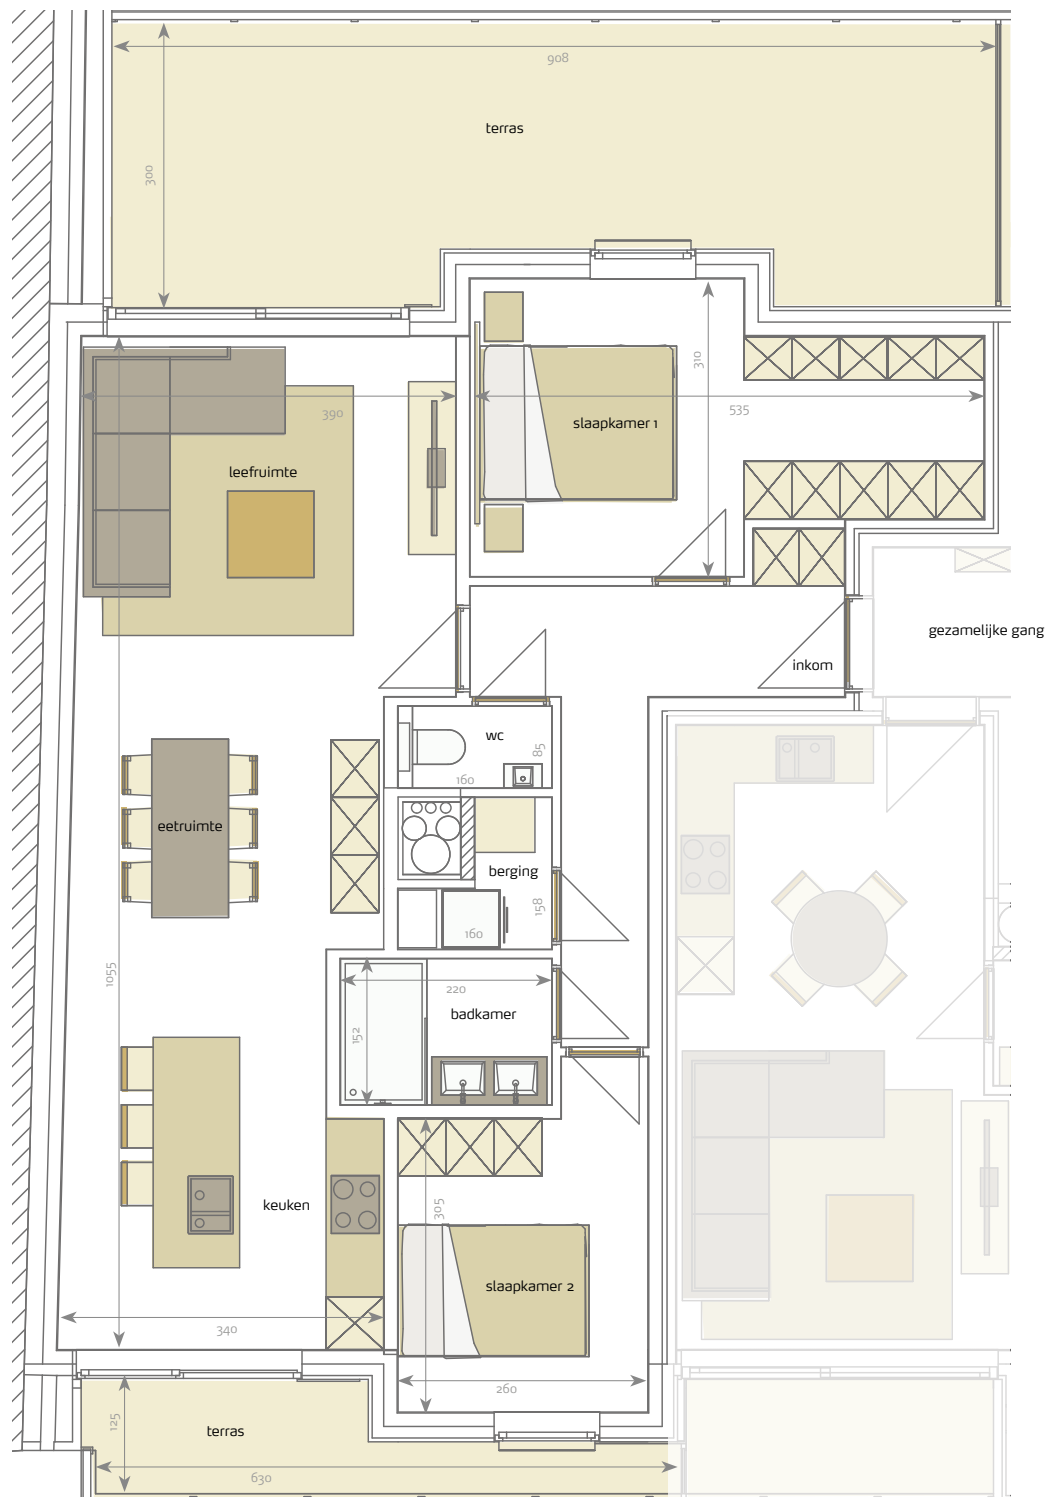 908
terras
300
310
390
535
slaapkamer 1
leefruimte
gezamelijke gang
inkom
wc
85
160
eetruimte
berging
158
160
1055
220
badkamer
152
keuken
305
slaapkamer 2
340
260
125
terras
630